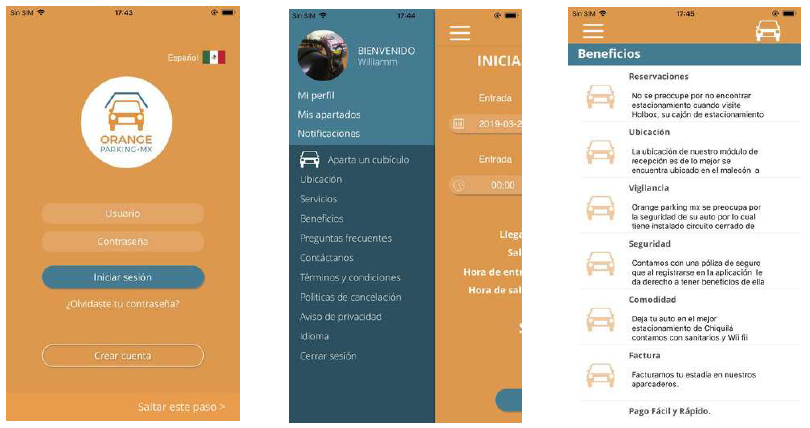 Sin SIM
17:43
Español
ORANGE
PARKING•MX
Usuario
Contraseña
Iniciar sesión
¿Olvidaste tu contraseña?
Crear cuenta
Saltar este paso >
Sin SIM
17:44
BIENVENIDO
Williamm
Mi perfil
Mis apartados
Notificaciones
Aparta un cubículo
Ubicación
Servicios
Beneficios
Preguntas frecuentes
Contáctanos
Términos y condiciones
Políticas de cancelación
Aviso de privacidad
Idioma
Cerrar sesión
INICIA
Entrada
2019-03-2
Entrada
00:00
Llega
Sal
Hora de entr
Hora de sal
S
Sin SIM
17:45
Beneficios
Reservaciones
No se preocupe por no encontrar
estacionamiento cuando visite
Holbox, su cajón de estacionamiento
Ubicación
La ubicación de nuestro módulo de
recepción es de lo mejor se
encuentra ubicado en el malecón a
Vigilancia
Orange parking mx se preocupa por
la seguridad de su auto por lo cual
tiene instalado circuito cerrado de
Seguridad
Contamos con una póliza de seguro
que al registrarse en la aplicación le
da derecho a tener beneficios de ella
Comodidad
Deja tu auto en el mejor
estacionamiento de Chiquilá
contamos con sanitarios y Wii fii
Factura
Facturamos tu estadía en nuestros
aparcaderos.
Pago Fácil y Rápido.